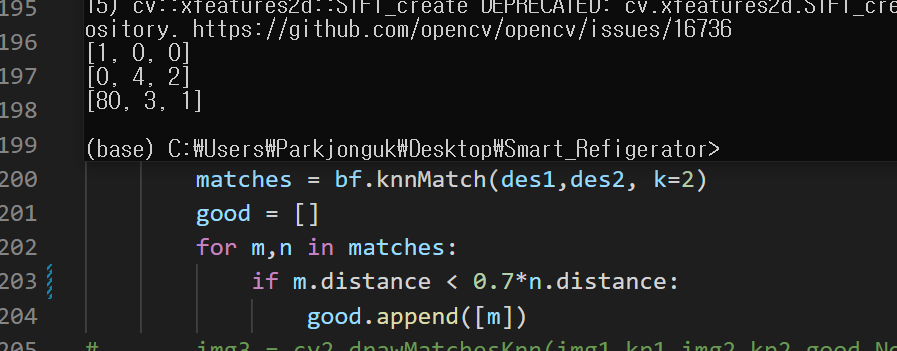 195
15) cv::xfeatures2d::SIFT_create DEPRECATED: cv.xfeatures2d.SIFT_cre
ository. https://github.com/opencv/opencv/issues/16736
196
[1, 0, 0]
197
[0, 4, 2]
198
[80, 3, 1]
199
(base) C:₩Users₩Parkjonguk₩Desktop₩Smart_Refigerator>
200 matches = bf.knnMatch(des1,des2, k=2)
201 good = []
202 for m,n in matches:
203 if m.distance < 0.7*n.distance:
204 good.append([m])
205 # img3 = cv2.drawMatchesKnn(img1,kp1,img2,kp2,good,No